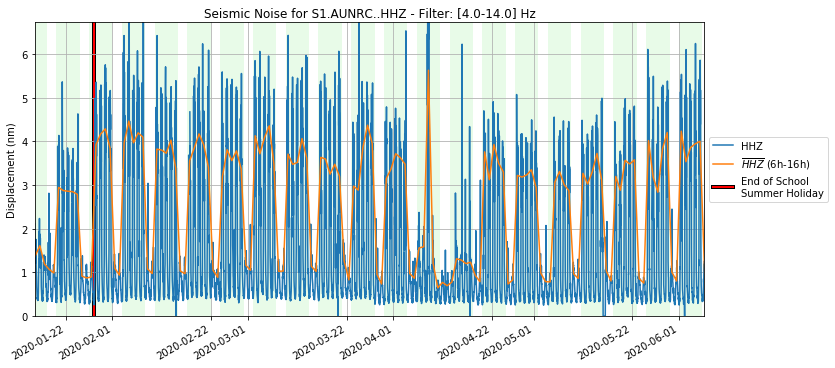 Seismic Noise for S1.AUNRC..HHZ - Filter: [4.0-14.0] Hz
Displacement (nm)
6
5
4
3
2
1
0
2020-01-22
2020-02-01
2020-02-22
2020-03-01
2020-03-22
2020-04-01
2020-04-22
2020-05-01
2020-05-22
2020-06-01
HHZ
HHZ (6h-16h)
End of School
Summer Holiday